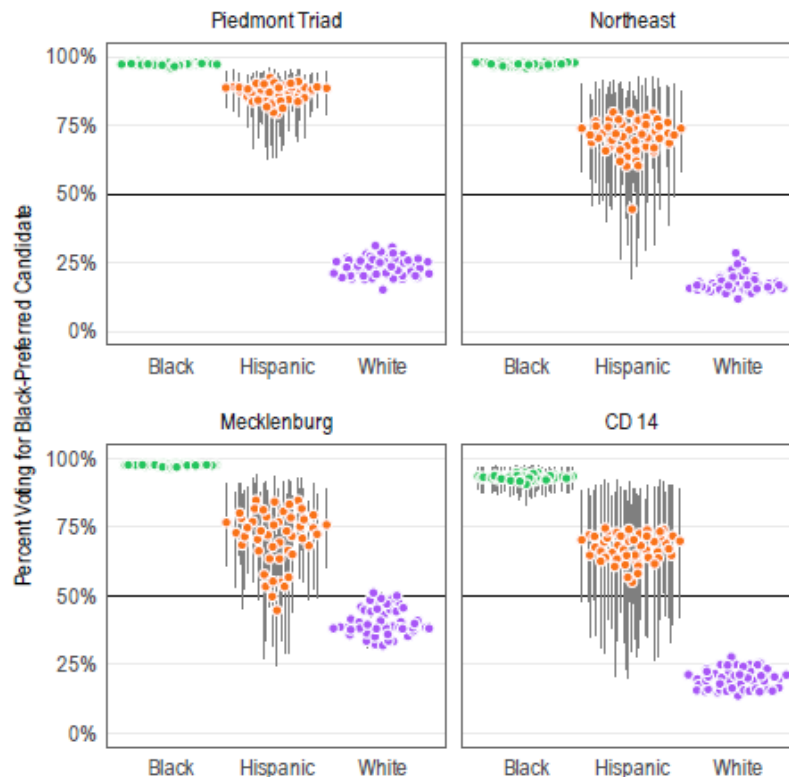 Piedmont Triad
Northeast
Percent Voting for Black-Preferred Candidate
100%
75%
50%
25%
0%
Black Hispanic White
Black Hispanic White
Mecklenburg
CD 14
100%
75%
50%
25%
0%
Black Hispanic White
Black Hispanic White